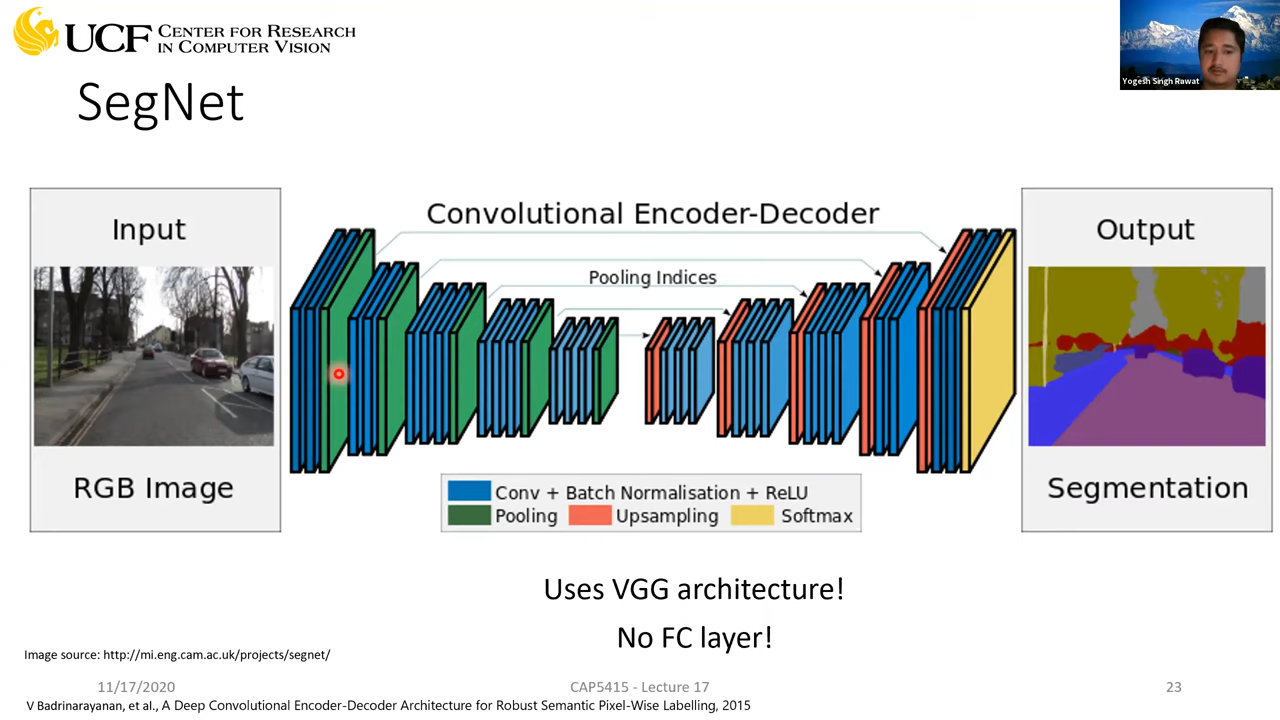 UCF CENTER FOR RESEARCH
IN COMPUTER VISION
Yogesh Singh Rawat
SegNet
Input
RGB Image
Convolutional Encoder-Decoder
Pooling Indices
Conv + Batch Normalisation + ReLU
Pooling Upsampling Softmax
Output
Segmentation
Uses VGG architecture!
No FC layer!
Image source: http://mi.eng.cam.ac.uk/projects/segnet/
11/17/2020 CAP5415 - Lecture 17 23
V Badrinarayanan, et al., A Deep Convolutional Encoder-Decoder Architecture for Robust Semantic Pixel-Wise Labelling, 2015